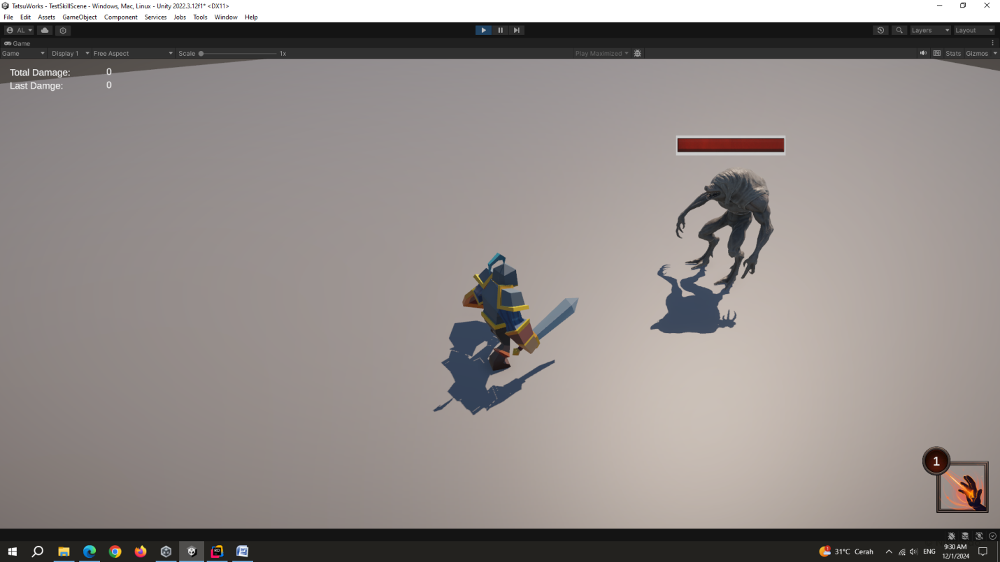 TatsuWorks - TestSkillScene - Windows, Mac, Linux - Unity 2022.3.12f1* <DX11>
File Edit Assets GameObject Component Services Jobs Tools Window Help
AL Layers Layout
Game
Game Display 1 Free Aspect Scale 1x Play Maximized Stats Gizmos
Total Damage: 0
Last Damge: 0
1
RD
31°C Cerah ENG 9:30 AM
12/1/2024